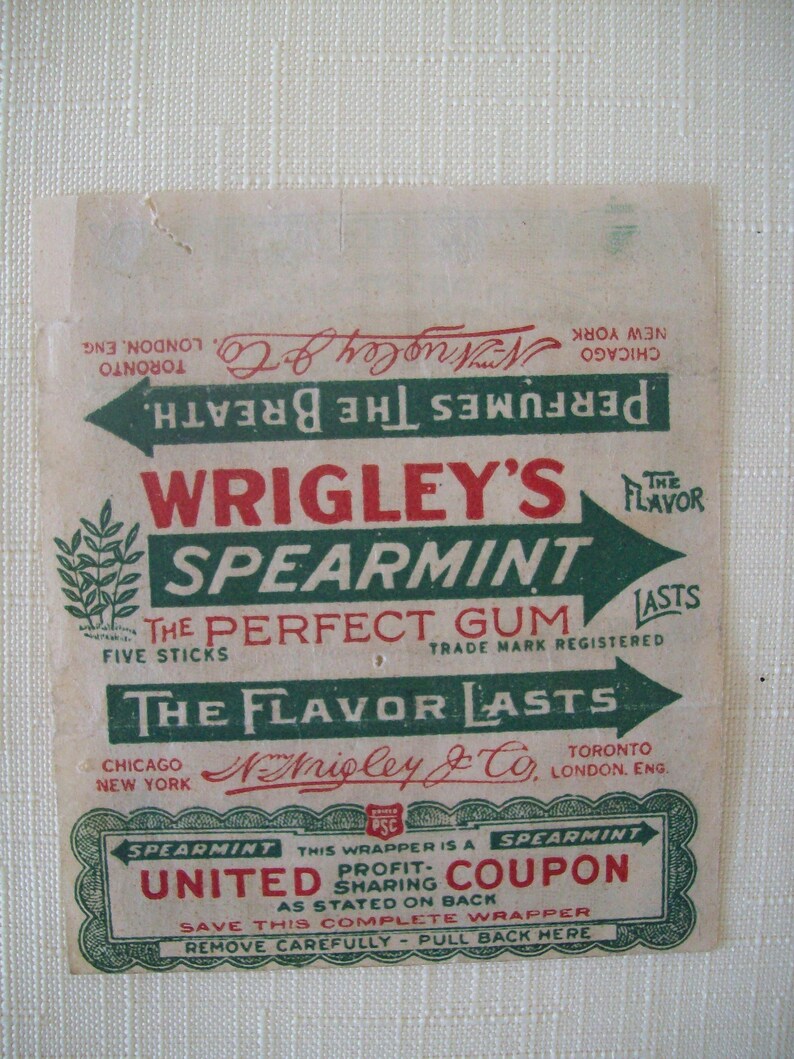 CHICAGO NEW YORK Wm Wrigley Jr Co. TORONTO LONDON, ENG.
PERFUMES THE BREATH.
WRIGLEY'S
THE FLAVOR
SPEARMINT
LASTS
THE PERFECT GUM
FIVE STICKS TRADE MARK REGISTERED
THE FLAVOR LASTS
CHICAGO Wm Wrigley Jr Co. TORONTO
NEW YORK LONDON. ENG.
PSC
SPEARMINT THIS WRAPPER IS A SPEARMINT
UNITED PROFIT-SHARING COUPON
AS STATED ON BACK
SAVE THIS COMPLETE WRAPPER
REMOVE CAREFULLY - PULL BACK HERE